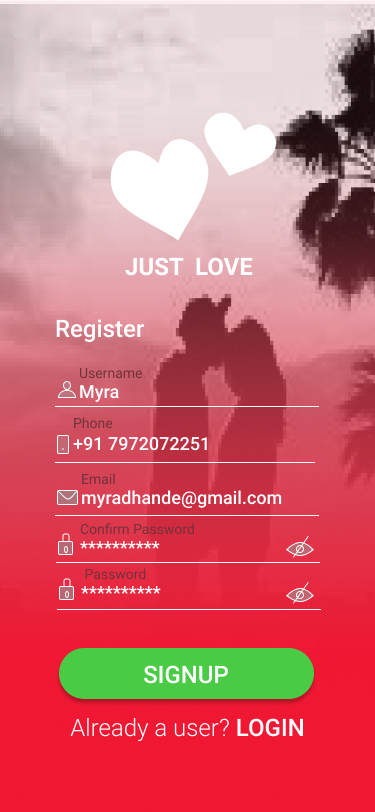 JUST LOVE
Register
Username
Myra
Phone
+91 7972072251
Email
myradhande@gmail.com
Confirm Password
**********
Password
**********
SIGNUP
Already a user? LOGIN